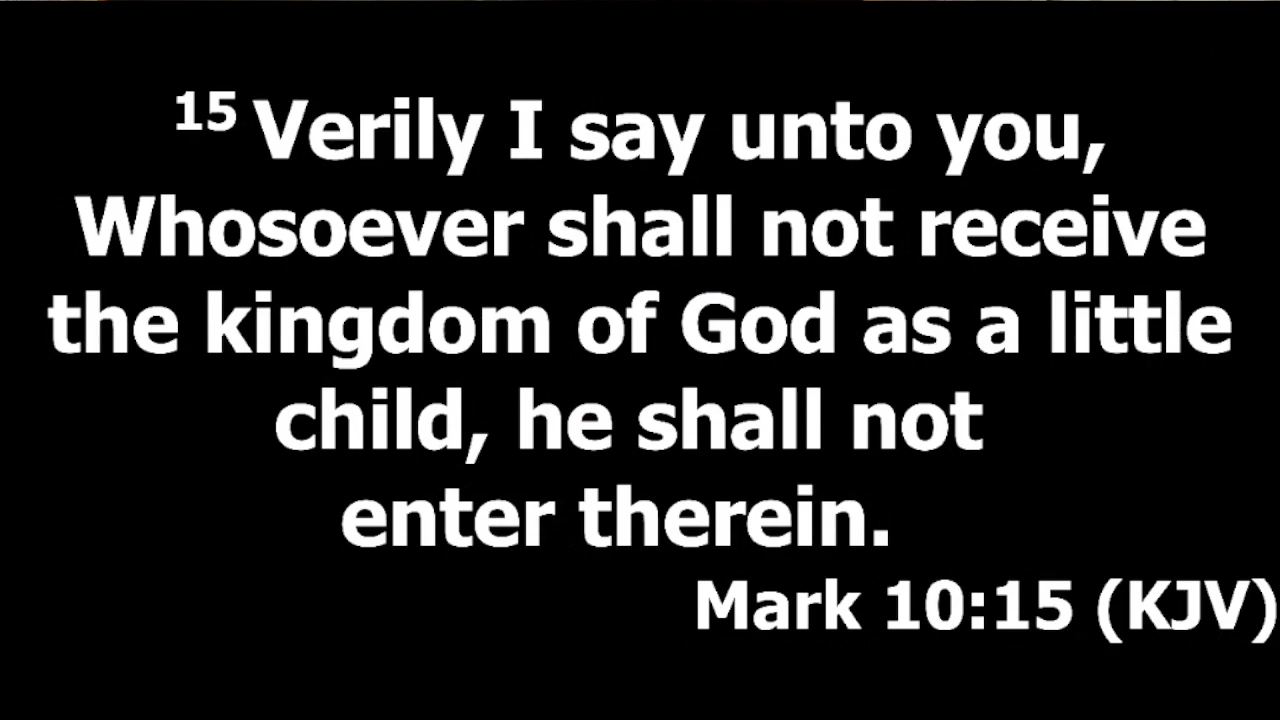 15 Verily I say unto you,
Whosoever shall not receive
the kingdom of God as a little
child, he shall not
enter therein.
Mark 10:15 (KJV)